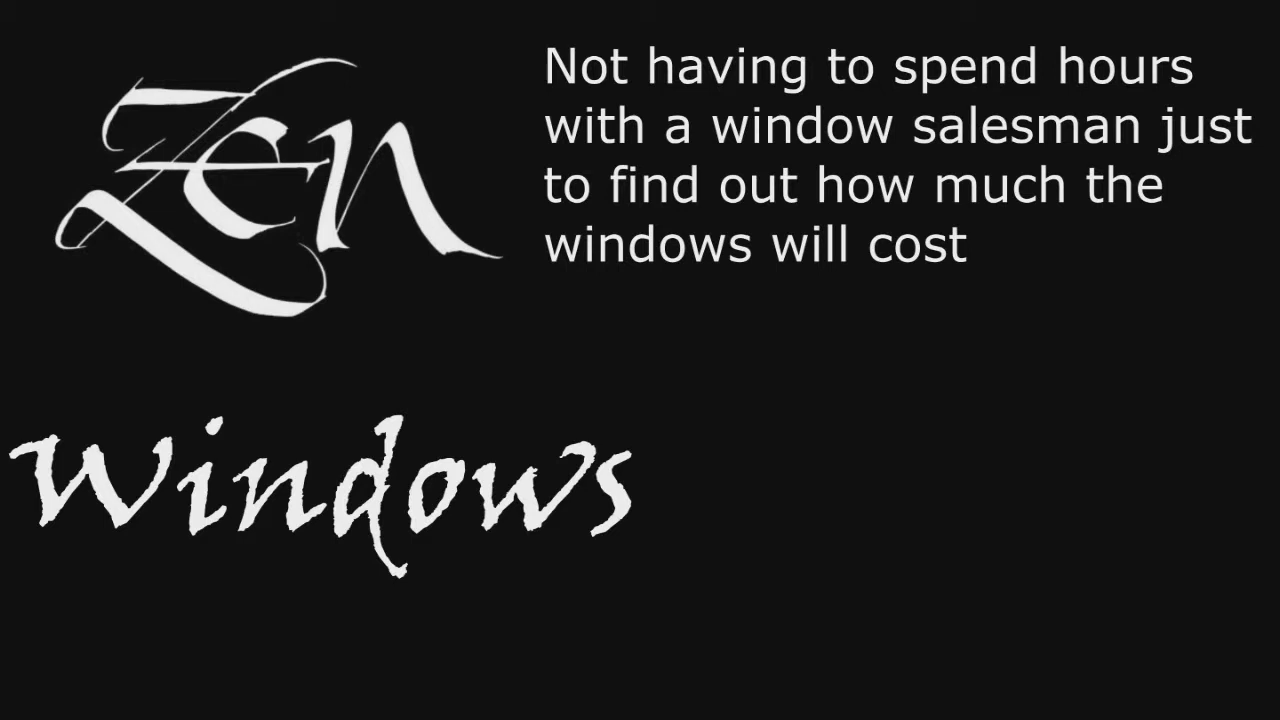 Zen
Not having to spend hours
with a window salesman just
to find out how much the
windows will cost
Windows